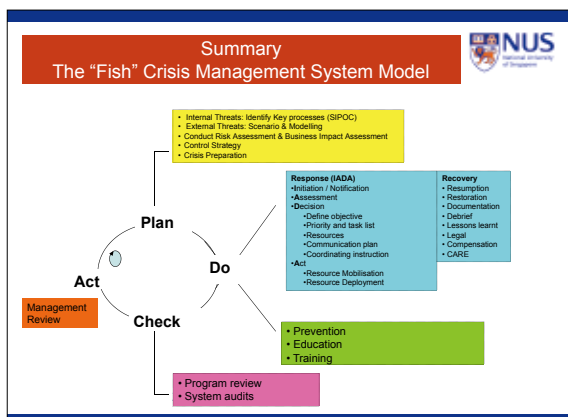 Summary
The “Fish” Crisis Management System Model
NUS
National University
of Singapore
• Internal Threats: Identify Key processes (SIPOC)
• External Threats: Scenario & Modelling
• Conduct Risk Assessment & Business Impact Assessment
• Control Strategy
• Crisis Preparation
Response (IADA)
•Initiation / Notification
•Assessment
•Decision
•Define objective
•Priority and task list
•Resources
•Communication plan
•Coordinating instruction
•Act
•Resource Mobilisation
•Resource Deployment
Recovery
• Resumption
• Restoration
• Documentation
• Debrief
• Lessons learnt
• Legal
• Compensation
• CARE
Plan
Do
Act
Check
Management
Review
• Prevention
• Education
• Training
• Program review
• System audits